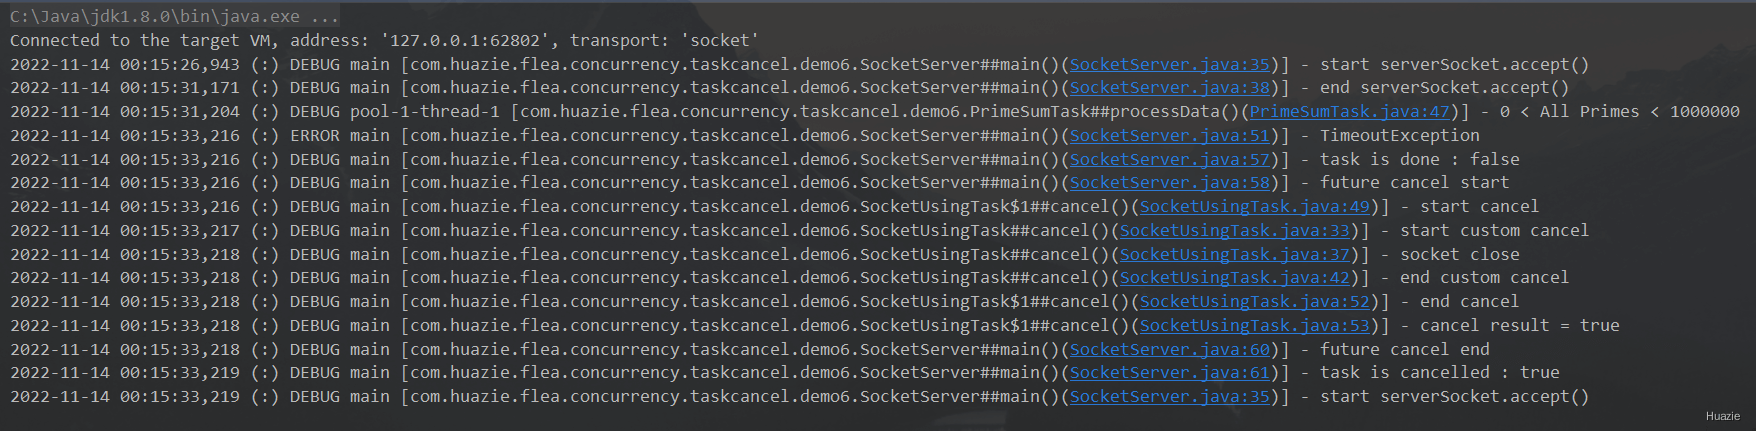 C:\Java\jdk1.8.0\bin\java.exe ...
Connected to the target VM, address: '127.0.0.1:62802', transport: 'socket'
2022-11-14 00:15:26,943 (:) DEBUG main [com.huazie.flea.concurrency.taskcancel.demo6.SocketServer##main()(SocketServer.java:35)] - start serverSocket.accept()
2022-11-14 00:15:31,171 (:) DEBUG main [com.huazie.flea.concurrency.taskcancel.demo6.SocketServer##main()(SocketServer.java:38)] - end serverSocket.accept()
2022-11-14 00:15:31,204 (:) DEBUG pool-1-thread-1 [com.huazie.flea.concurrency.taskcancel.demo6.PrimeSumTask##processData()(PrimeSumTask.java:47)] - 0 < All Primes < 1000000
2022-11-14 00:15:33,216 (:) ERROR main [com.huazie.flea.concurrency.taskcancel.demo6.SocketServer##main()(SocketServer.java:51)] - TimeoutException
2022-11-14 00:15:33,216 (:) DEBUG main [com.huazie.flea.concurrency.taskcancel.demo6.SocketServer##main()(SocketServer.java:57)] - task is done : false
2022-11-14 00:15:33,216 (:) DEBUG main [com.huazie.flea.concurrency.taskcancel.demo6.SocketServer##main()(SocketServer.java:58)] - future cancel start
2022-11-14 00:15:33,216 (:) DEBUG main [com.huazie.flea.concurrency.taskcancel.demo6.SocketUsingTask$1##cancel()(SocketUsingTask.java:49)] - start cancel
2022-11-14 00:15:33,217 (:) DEBUG main [com.huazie.flea.concurrency.taskcancel.demo6.SocketUsingTask##cancel()(SocketUsingTask.java:33)] - start custom cancel
2022-11-14 00:15:33,218 (:) DEBUG main [com.huazie.flea.concurrency.taskcancel.demo6.SocketUsingTask##cancel()(SocketUsingTask.java:37)] - socket close
2022-11-14 00:15:33,218 (:) DEBUG main [com.huazie.flea.concurrency.taskcancel.demo6.SocketUsingTask##cancel()(SocketUsingTask.java:42)] - end custom cancel
2022-11-14 00:15:33,218 (:) DEBUG main [com.huazie.flea.concurrency.taskcancel.demo6.SocketUsingTask$1##cancel()(SocketUsingTask.java:52)] - end cancel
2022-11-14 00:15:33,218 (:) DEBUG main [com.huazie.flea.concurrency.taskcancel.demo6.SocketUsingTask$1##cancel()(SocketUsingTask.java:53)] - cancel result = true
2022-11-14 00:15:33,218 (:) DEBUG main [com.huazie.flea.concurrency.taskcancel.demo6.SocketServer##main()(SocketServer.java:60)] - future cancel end
2022-11-14 00:15:33,219 (:) DEBUG main [com.huazie.flea.concurrency.taskcancel.demo6.SocketServer##main()(SocketServer.java:61)] - task is cancelled : true
2022-11-14 00:15:33,219 (:) DEBUG main [com.huazie.flea.concurrency.taskcancel.demo6.SocketServer##main()(SocketServer.java:35)] - start serverSocket.accept()
Huazie